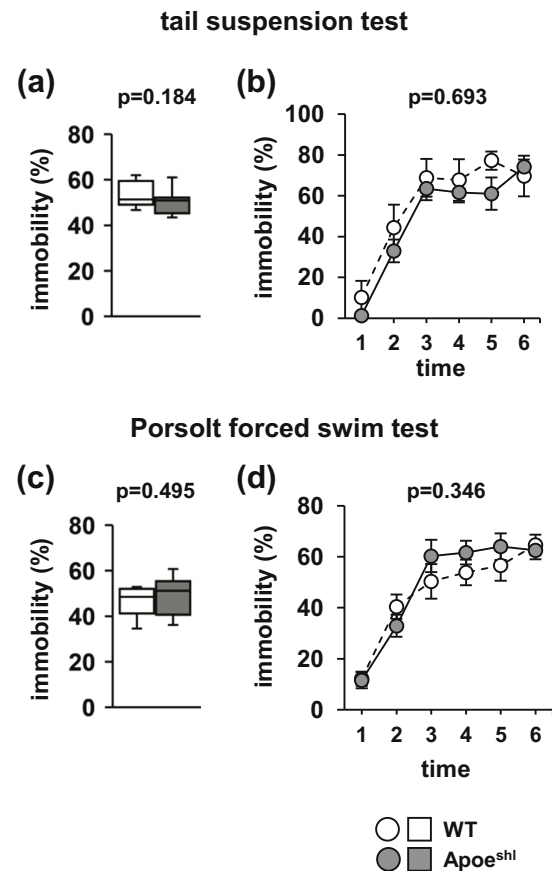 tail suspension test
(a)
p=0.184
immobility (%)
80
60
40
20
0
(b)
p=0.693
immobility (%)
100
80
60
40
20
0
1 2 3 4 5 6
time
Porsolt forced swim test
(c)
p=0.495
immobility (%)
80
60
40
20
0
(d)
p=0.346
immobility (%)
80
60
40
20
0
1 2 3 4 5 6
time
WT
Apoeshl